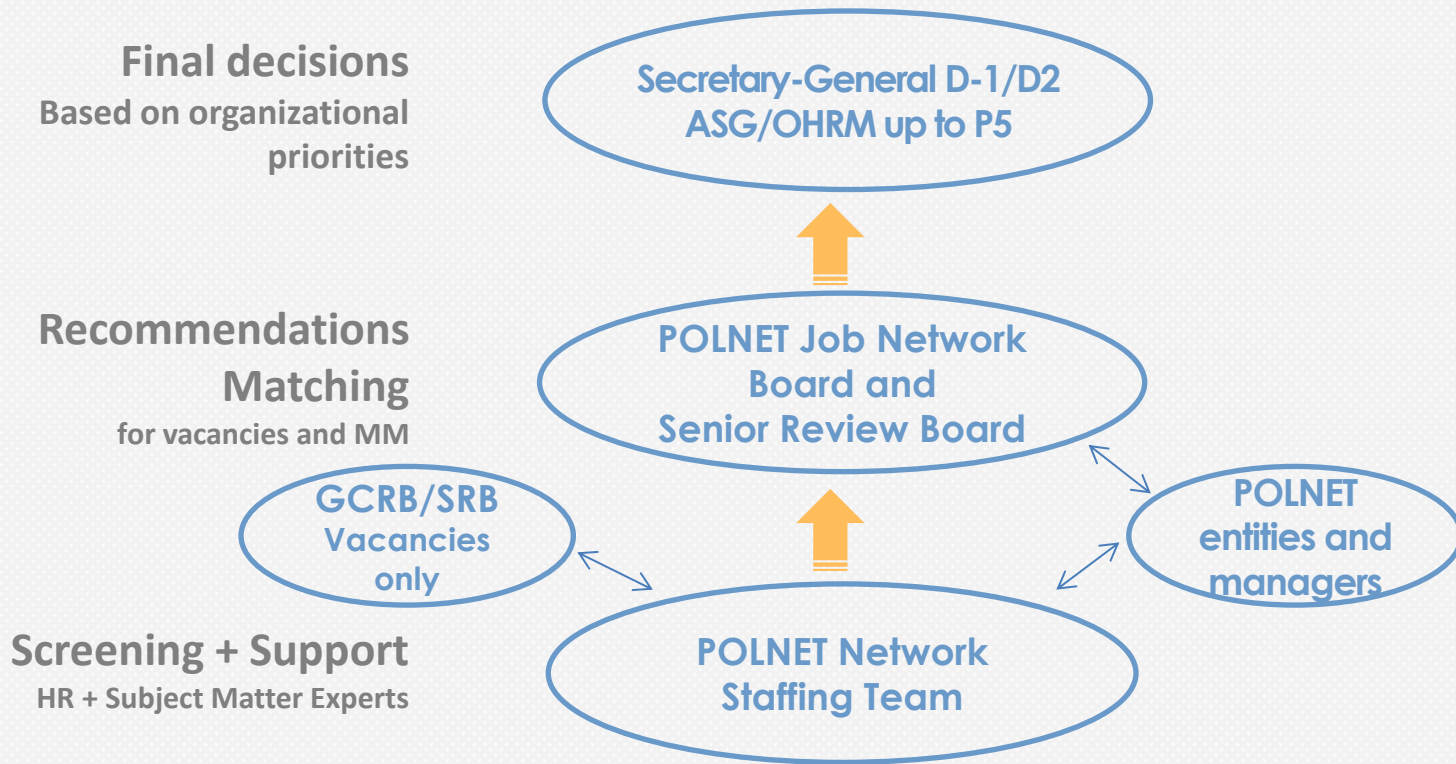 Final decisions
Based on organizational
priorities
Secretary-General D-1/D2
ASG/OHRM up to P5
Recommendations
Matching
for vacancies and MM
POLNET Job Network
Board and
Senior Review Board
GCRB/SRB
Vacancies
only
POLNET
entities and
managers
Screening + Support
HR + Subject Matter Experts
POLNET Network
Staffing Team